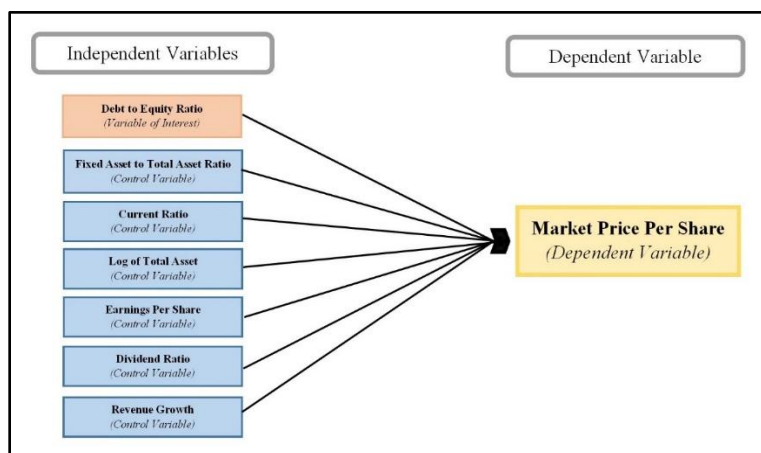 Independent Variables
Dependent Variable
Debt to Equity Ratio
(Variable of Interest)
Fixed Asset to Total Asset Ratio
(Control Variable)
Current Ratio
(Control Variable)
Log of Total Asset
(Control Variable)
Earnings Per Share
(Control Variable)
Dividend Ratio
(Control Variable)
Revenue Growth
(Control Variable)
Market Price Per Share
(Dependent Variable)